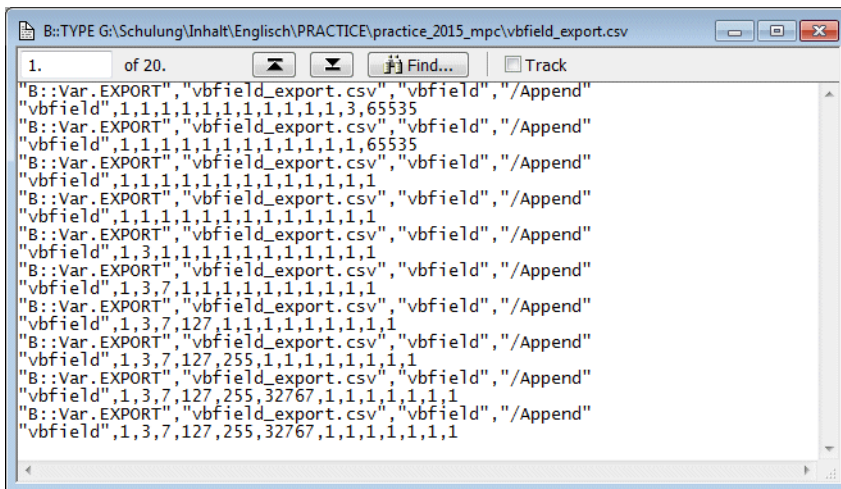 B::TYPE G:\Schulung\Inhalt\Englisch\PRACTICE\practice_2015_mpc\vbfield_export.csv
1. of 20. Find... Track
"B::Var.EXPORT","vbfield_export.csv","vbfield","/Append"
"vbfield",1,1,1,1,1,1,1,1,1,1,1,3,65535
"B::Var.EXPORT","vbfield_export.csv","vbfield","/Append"
"vbfield",1,1,1,1,1,1,1,1,1,1,1,1,65535
"B::Var.EXPORT","vbfield_export.csv","vbfield","/Append"
"vbfield",1,1,1,1,1,1,1,1,1,1,1,1,1
"B::Var.EXPORT","vbfield_export.csv","vbfield","/Append"
"vbfield",1,1,1,1,1,1,1,1,1,1,1,1,1
"B::Var.EXPORT","vbfield_export.csv","vbfield","/Append"
"vbfield",1,3,1,1,1,1,1,1,1,1,1,1,1
"B::Var.EXPORT","vbfield_export.csv","vbfield","/Append"
"vbfield",1,3,7,1,1,1,1,1,1,1,1,1,1
"B::Var.EXPORT","vbfield_export.csv","vbfield","/Append"
"vbfield",1,3,7,127,1,1,1,1,1,1,1,1,1
"B::Var.EXPORT","vbfield_export.csv","vbfield","/Append"
"vbfield",1,3,7,127,255,1,1,1,1,1,1,1,1
"B::Var.EXPORT","vbfield_export.csv","vbfield","/Append"
"vbfield",1,3,7,127,255,32767,1,1,1,1,1,1,1
"B::Var.EXPORT","vbfield_export.csv","vbfield","/Append"
"vbfield",1,3,7,127,255,32767,1,1,1,1,1,1,1